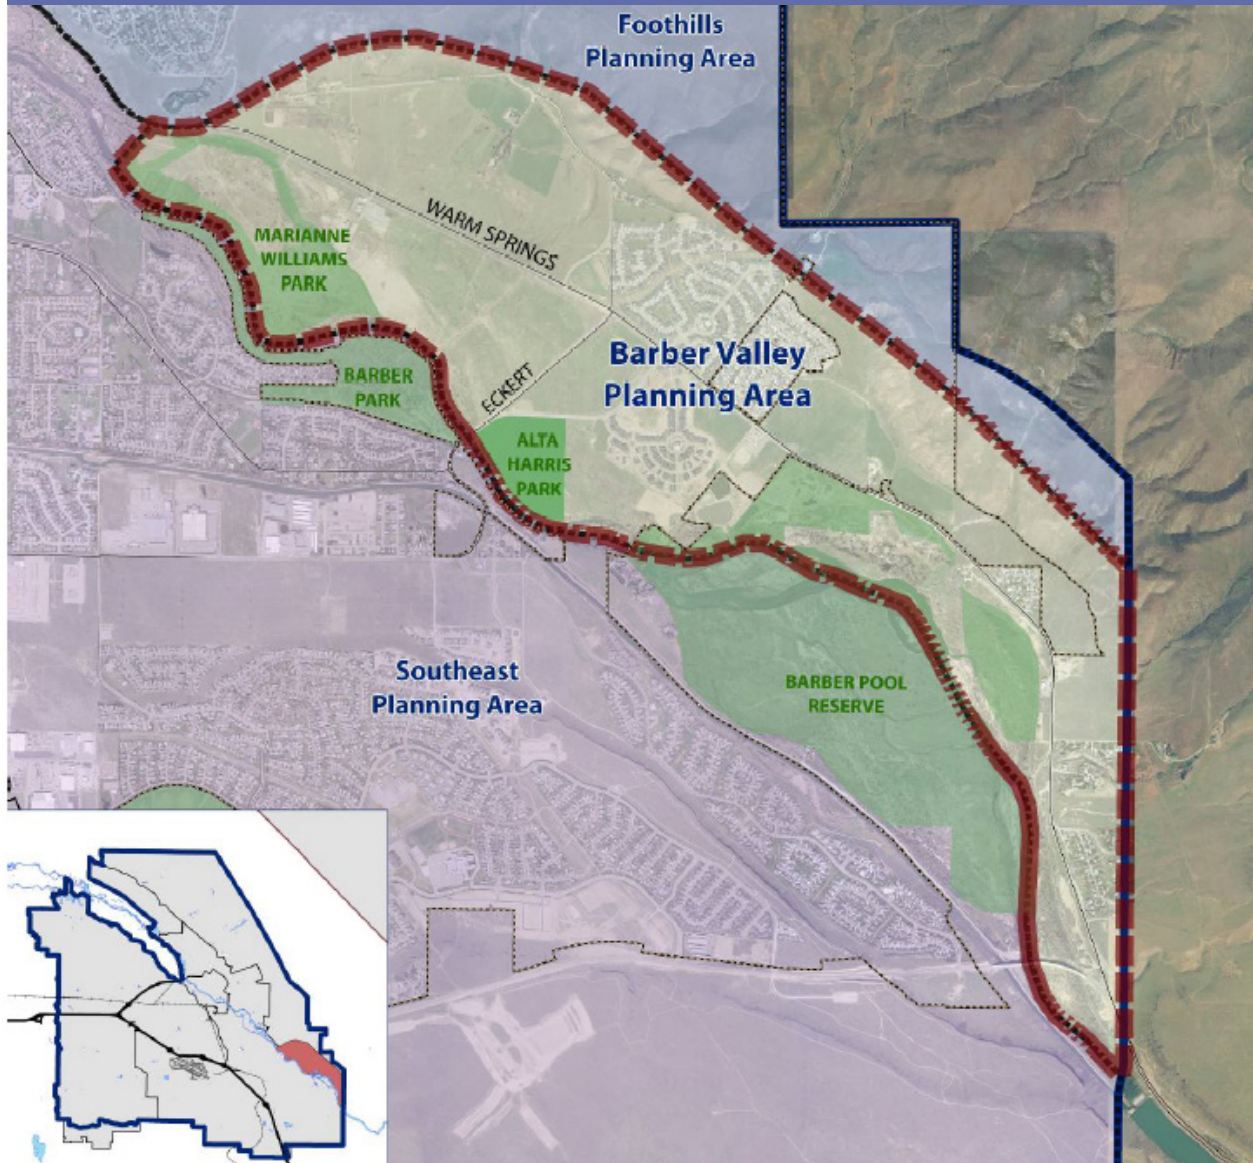 Foothills
Planning Area
WARM SPRINGS
MARIANNE
WILLIAMS
PARK
Barber Valley
Planning Area
BARBER
PARK
ECKERT
ALTA
HARRIS
PARK
Southeast
Planning Area
BARBER POOL
RESERVE